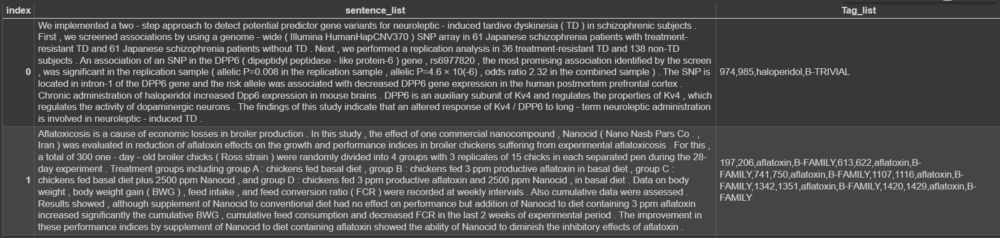 index sentence_list Tag_list
We implemented a two - step approach to detect potential predictor gene variants for neuroleptic - induced tardive dyskinesia ( TD ) in schizophrenic subjects .
First , we screened associations by using a genome - wide ( Illumina HumanHapCNV370 ) SNP array in 61 Japanese schizophrenia patients with treatment-
resistant TD and 61 Japanese schizophrenia patients without TD . Next , we performed a replication analysis in 36 treatment-resistant TD and 138 non-TD
subjects . An association of an SNP in the DPP6 ( dipeptidyl peptidase - like protein-6 ) gene , rs6977820 , the most promising association identified by the screen
0 , was significant in the replication sample ( allelic P=0.008 in the replication sample , allelic P=4.6 × 10(-6) , odds ratio 2.32 in the combined sample ) . The SNP is 974,985,haloperidol,B-TRIVIAL
located in intron-1 of the DPP6 gene and the risk allele was associated with decreased DPP6 gene expression in the human postmortem prefrontal cortex .
Chronic administration of haloperidol increased Dpp6 expression in mouse brains . DPP6 is an auxiliary subunit of Kv4 and regulates the properties of Kv4 , which
regulates the activity of dopaminergic neurons . The findings of this study indicate that an altered response of Kv4 / DPP6 to long - term neuroleptic administration
is involved in neuroleptic - induced TD .
Aflatoxicosis is a cause of economic losses in broiler production . In this study , the effect of one commercial nanocompound , Nanocid ( Nano Nasb Pars Co . ,
Iran ) was evaluated in reduction of aflatoxin effects on the growth and performance indices in broiler chickens suffering from experimental aflatoxicosis . For this ,
a total of 300 one - day - old broiler chicks ( Ross strain ) were randomly divided into 4 groups with 3 replicates of 15 chicks in each separated pen during the 28-
day experiment . Treatment groups including group A : chickens fed basal diet , group B : chickens fed 3 ppm productive aflatoxin in basal diet , group C :
1 chickens fed basal diet plus 2500 ppm Nanocid , and group D : chickens fed 3 ppm productive aflatoxin and 2500 ppm Nanocid , in basal diet . Data on body
weight , body weight gain ( BWG ) , feed intake , and feed conversion ratio ( FCR ) were recorded at weekly intervals . Also cumulative data were assessed .
Results showed , although supplement of Nanocid to conventional diet had no effect on performance but addition of Nanocid to diet containing 3 ppm aflatoxin
increased significantly the cumulative BWG , cumulative feed consumption and decreased FCR in the last 2 weeks of experimental period . The improvement in
these performance indices by supplement of Nanocid to diet containing aflatoxin showed the ability of Nanocid to diminish the inhibitory effects of aflatoxin .
197,206,aflatoxin,B-FAMILY,613,622,aflatoxin,B-
FAMILY,741,750,aflatoxin,B-FAMILY,1107,1116,aflatoxin,B-
FAMILY,1342,1351,aflatoxin,B-FAMILY,1420,1429,aflatoxin,B-
FAMILY